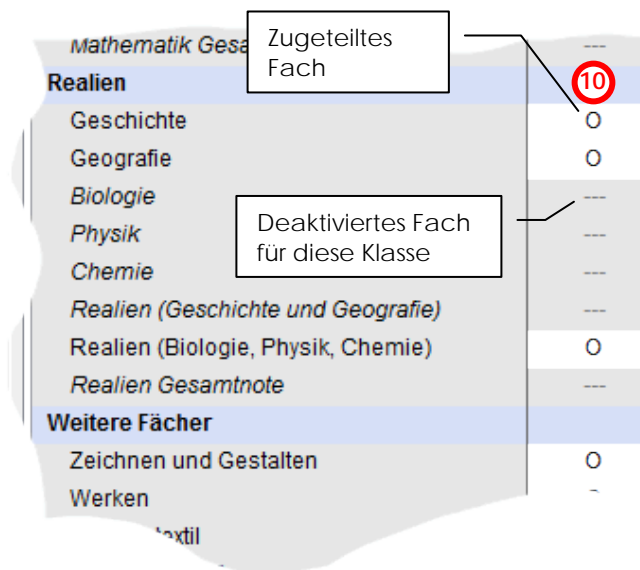 Mathematik Gesa ---
Zugeteiltes
Fach
Realien 10
Geschichte O
Geografie O
Biologie ---
Deaktiviertes Fach
für diese Klasse
Physik ---
Chemie ---
Realien (Geschichte und Geografie) ---
Realien (Biologie, Physik, Chemie) O
Realien Gesamtnote ---
Weitere Fächer
Zeichnen und Gestalten O
Werken